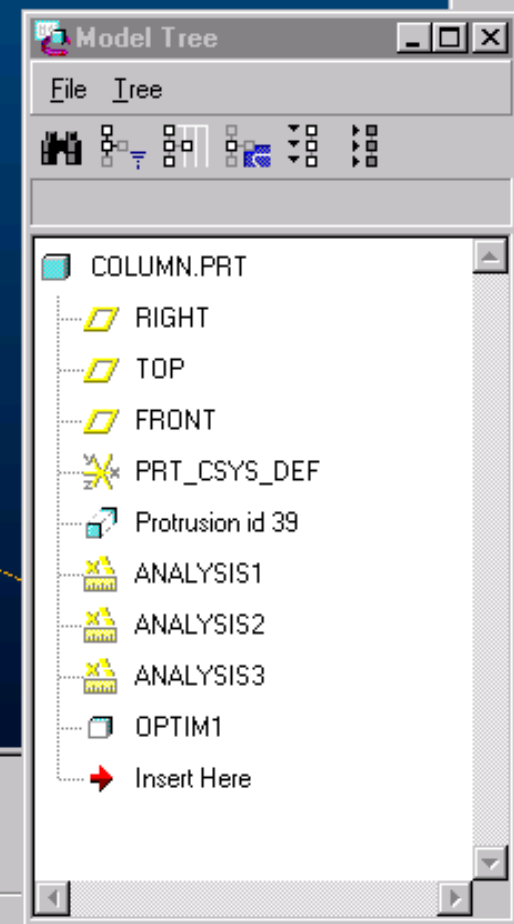 Model Tree
File Tree
COLUMN.PRT
RIGHT
TOP
FRONT
PRT_CSYS_DEF
Protrusion id 39
ANALYSIS1
ANALYSIS2
ANALYSIS3
OPTIM1
Insert Here